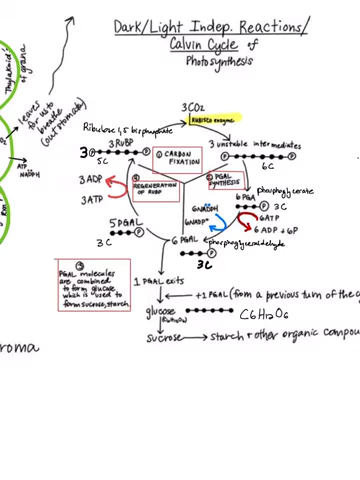 Dark/Light Indep. Reactions/
Calvin Cycle of
Photosynthesis
Thylakoids
of grana
leaves
for us to
breathe
(out stomata)
ATP
NADPH
3CO2
RUBISCO enzyme
Ribulose 1,5 bisphosphate
3 RUBP
3
P
P
5C
3 unstable intermediates
P
P
6C
① CARBON
FIXATION
② PGAL
SYNTHESIS
④
REGENERATION
OF RUBP
3 ADP
3 ATP
phosphoglycerate
6 PGA
3C
P
6ATP
6 ADP + 6P
6NADPH
6NADP+
5 PGAL
P
3C
6 PGAL
phosphoglyceraldehyde
P
3C
③
PGAL molecules
are combined
to form glucose
which is used to
form sucrose, starch
1 PGAL exits
+1 PGAL (from a previous turn of the
glucose
(C6H12O6)
C6H12O6
sucrose → starch + other organic compou
roma